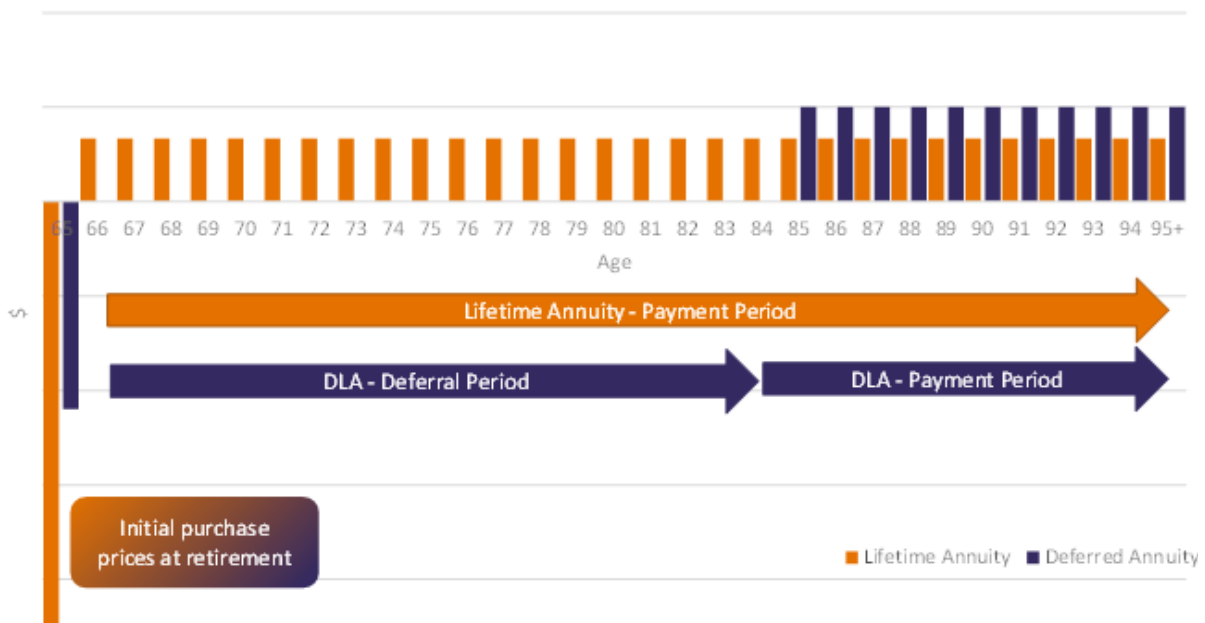 65 66 67 68 69 70 71 72 73 74 75 76 77 78 79 80 81 82 83 84 85 86 87 88 89 90 91 92 93 94 95+
Age
$
Lifetime Annuity - Payment Period
DLA - Deferral Period
DLA - Payment Period
Initial purchase
prices at retirement
Lifetime Annuity
Deferred Annuity